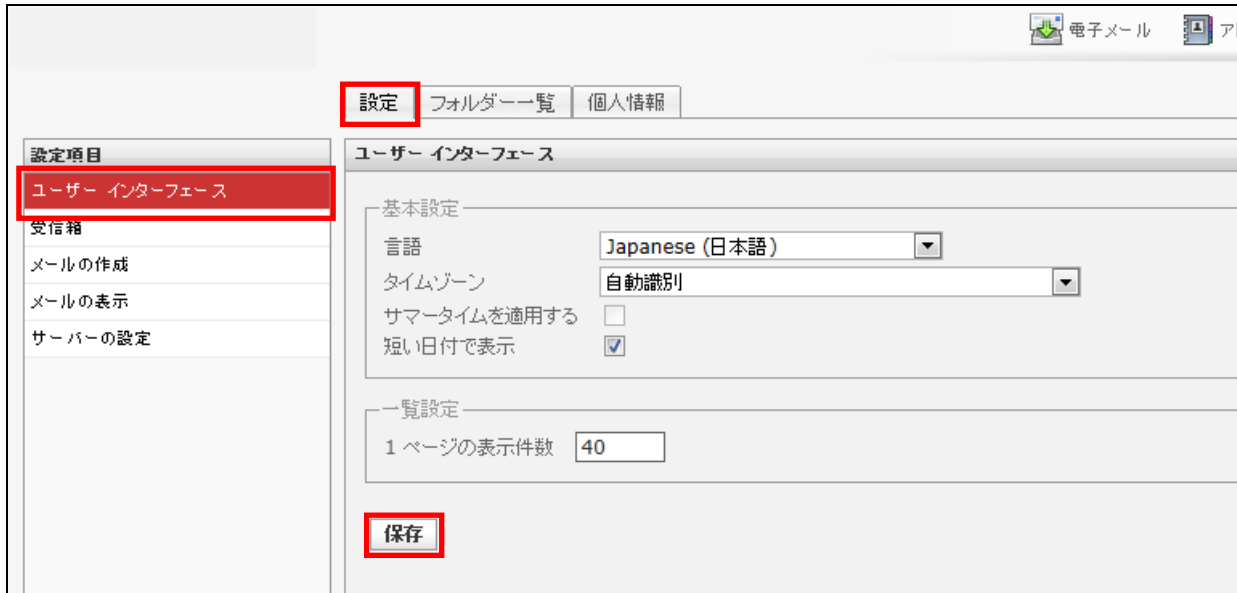 電子メール
設定 フォルダー一覧 個人情報
設定項目
ユーザー インターフェース
受信箱
メールの作成
メールの表示
サーバーの設定
ユーザー インターフェース
基本設定
言語 Japanese (日本語)
タイムゾーン 自動識別
サマータイムを適用する
短い日付で表示
一覧設定
1 ページの表示件数 40
保存